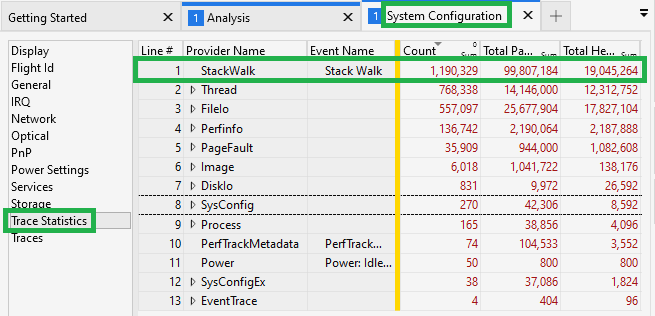 Getting Started 1 Analysis 1 System Configuration
Display
Flight Id
General
IRQ
Network
Optical
PnP
Power Settings
Services
Storage
Trace Statistics
Traces
Line # Provider Name Event Name Count 0 Sum Total Pa... Sum Total He... Sum
1 StackWalk Stack Walk 1,190,329 99,807,184 19,045,264
2 Thread 768,338 14,146,000 12,312,752
3 FileIo 557,097 25,677,904 17,827,104
4 Perfinfo 136,742 2,190,064 2,187,888
5 PageFault 35,909 944,000 1,082,608
6 Image 6,018 1,041,722 138,176
7 DiskIo 831 9,972 26,592
8 SysConfig 270 42,306 8,592
9 Process 165 38,856 4,096
10 PerfTrackMetadata PerfTrack... 74 104,533 3,552
11 Power Power: Idle... 50 800 800
12 SysConfigEx 38 37,086 1,824
13 EventTrace 4 404 96